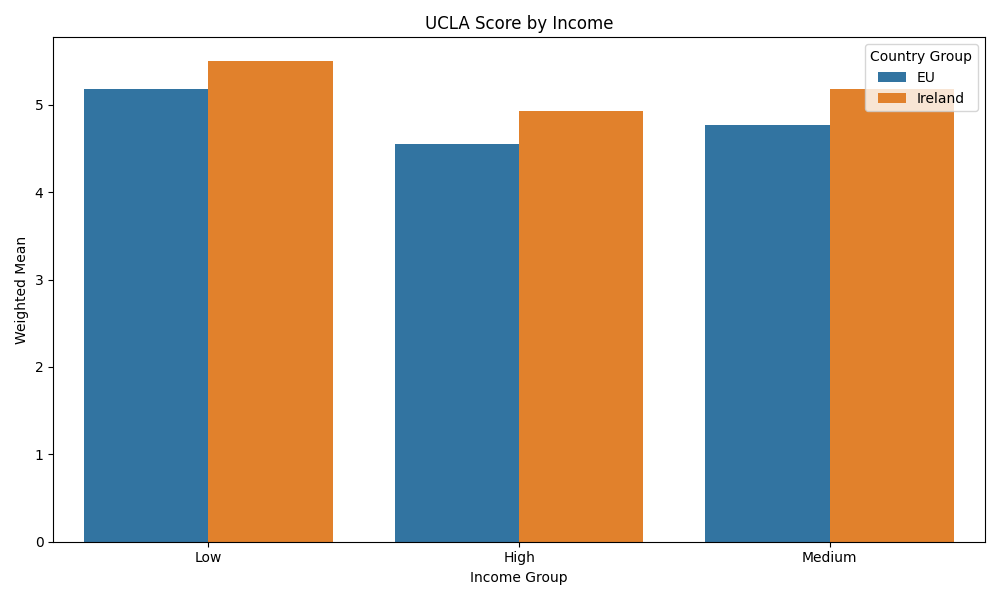 UCLA Score by Income
Country Group
EU
Ireland
Weighted Mean
5
4
3
2
1
0
Low
High
Medium
Income Group